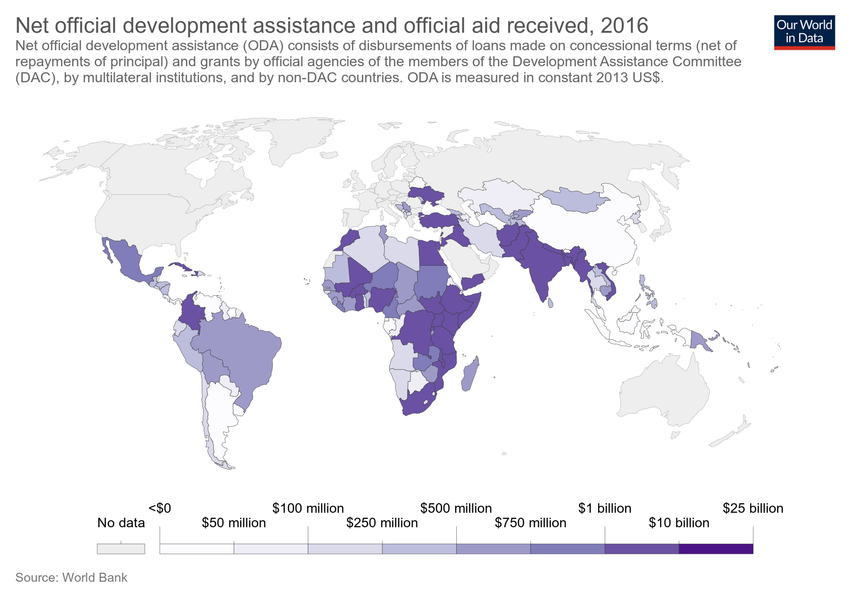 Net official development assistance and official aid received, 2016
Our World
in Data
Net official development assistance (ODA) consists of disbursements of loans made on concessional terms (net of
repayments of principal) and grants by official agencies of the members of the Development Assistance Committee
(DAC), by multilateral institutions, and by non-DAC countries. ODA is measured in constant 2013 US$.
<$0
$100 million
$500 million
$1 billion
$25 billion
No data
$50 million
$250 million
$750 million
$10 billion
Source: World Bank